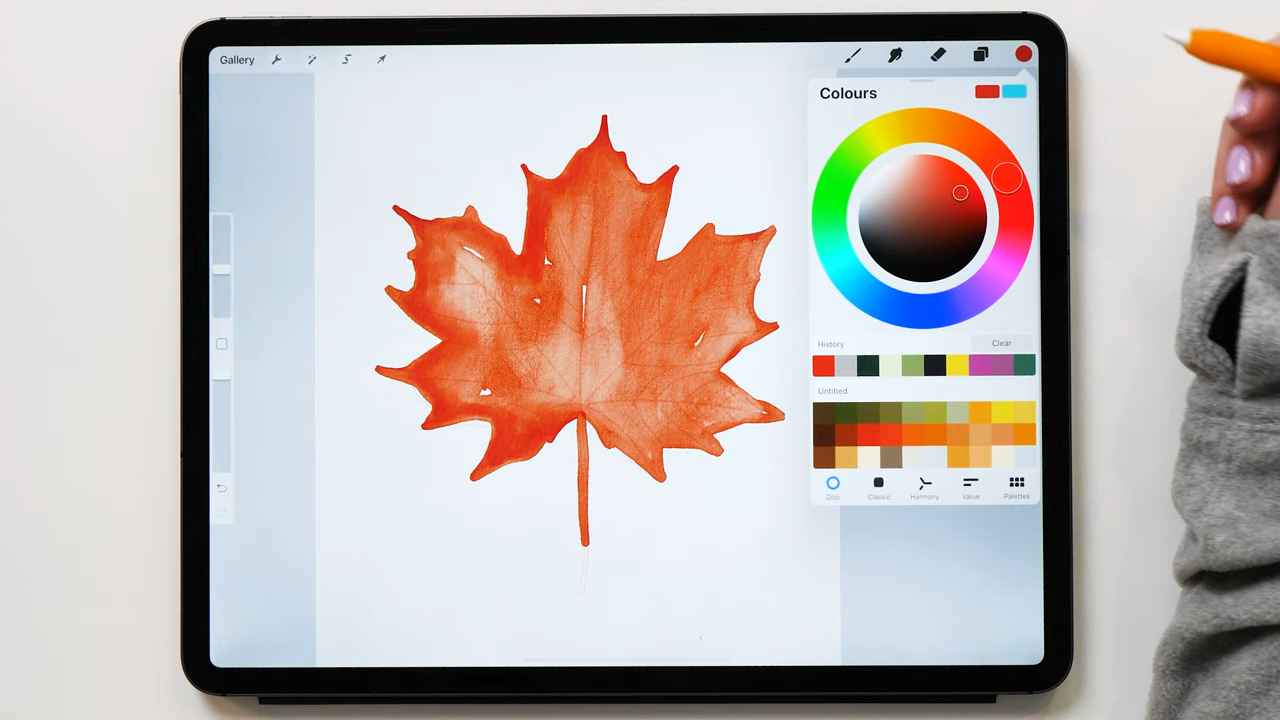 Gallery
Colours
History
Clear
Untitled
Disc
Classic
Harmony
Value
Palettes